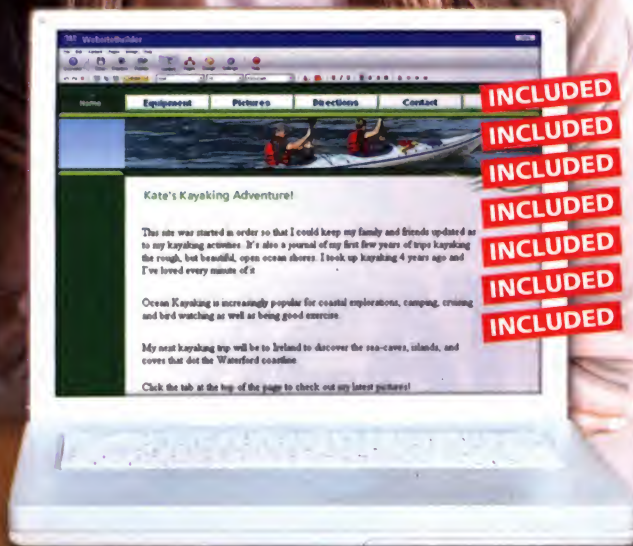 WebsiteBuilder
Home Equipment Pictures Directions Contact
INCLUDED
INCLUDED
INCLUDED
INCLUDED
INCLUDED
INCLUDED
INCLUDED
Kate's Kayaking Adventure!
This site was started in order so that I could keep my family and friends updated as
to my kayaking activities. It's also a journal of my first few years of trips kayaking
the rough, but beautiful, open ocean shores. I took up kayaking 4 years ago and
I've loved every minute of it
Ocean Kayaking is increasingly popular for coastal explorations, camping, cruising
and bird watching as well as being good exercise.
My next kayaking trip will be to Ireland to discover the sea-caves, islands, and
coves that dot the Waterford coastline.
Click the tab at the top of the page to check out my latest pictures!